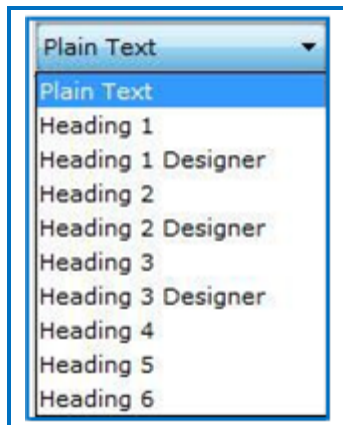 Plain Text
Plain Text
Heading 1
Heading 1 Designer
Heading 2
Heading 2 Designer
Heading 3
Heading 3 Designer
Heading 4
Heading 5
Heading 6